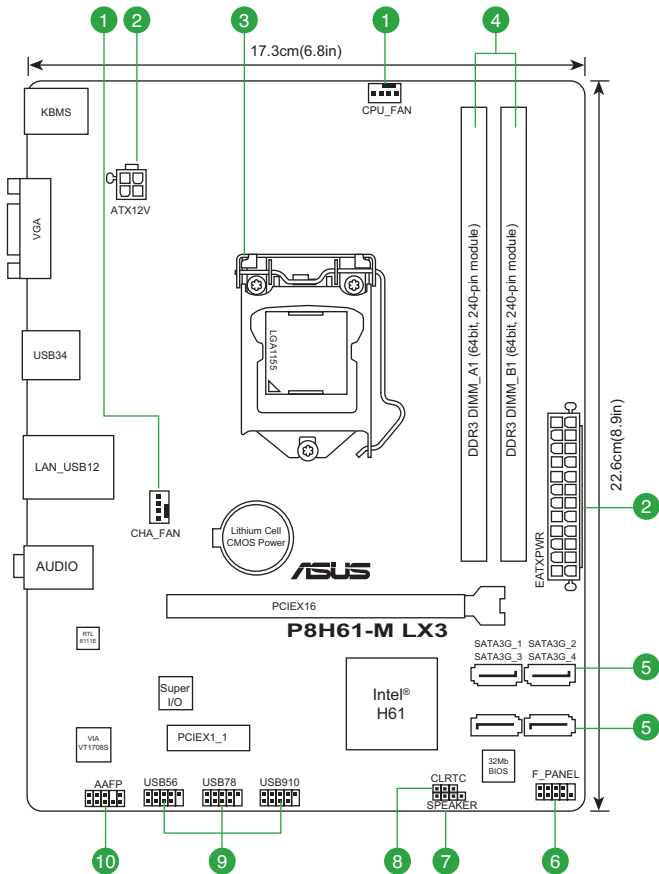 1 2 3 1 4
17.3cm(6.8in)
KBMS
CPU_FAN
ATX12V
VGA
DDR3 DIMM_A1 (64bit, 240-pin module)
DDR3 DIMM_B1 (64bit, 240-pin module)
22.6cm(8.9in)
LGA1155
USB34
LAN_USB12
1
CHA_FAN
Lithium Cell
CMOS Power
EATXPWR
2
AUDIO
ASUS
PCIEX16
P8H61-M LX3
RTL
8111E
SATA3G_1 SATA3G_2
SATA3G_3 SATA3G_4
5
Super
I/O
Intel®
H61
5
VIA
VT1708S
PCIEX1_1
32Mb
BIOS
AAFP USB56 USB78 USB910 CLRTC F_PANEL
SPEAKER
10 9 8 7 6